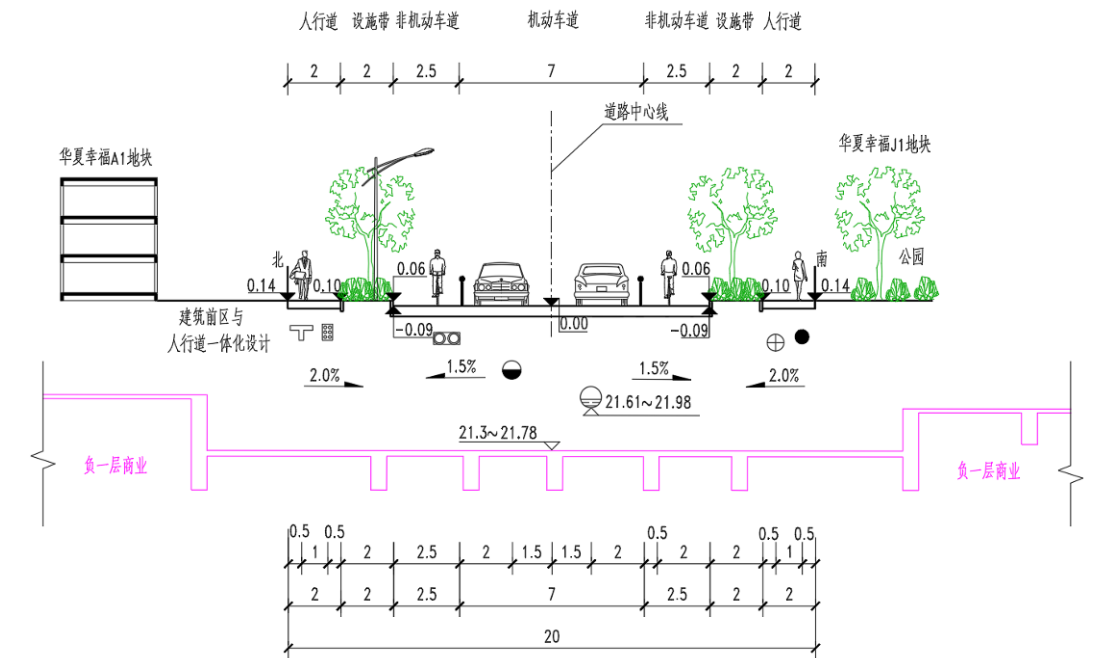 人行道 设施带 非机动车道 机动车道 非机动车道 设施带 人行道
2 2 2.5 7 2.5 2 2
道路中心线
华夏幸福A1地块
华夏幸福J1地块
北
南
公园
0.14 0.10 0.06 0.06 0.10 0.14
建筑前区与
人行道一体化设计
-0.09 0.00 -0.09
2.0% 1.5% 1.5% 2.0%
21.61~21.98
21.3~21.78
负一层商业
负一层商业
0.5 0.5 0.5 0.5 0.5
1 2 2.5 2 1.5 1.5 2 2 2 1
2 2 2.5 7 2.5 2 2
20